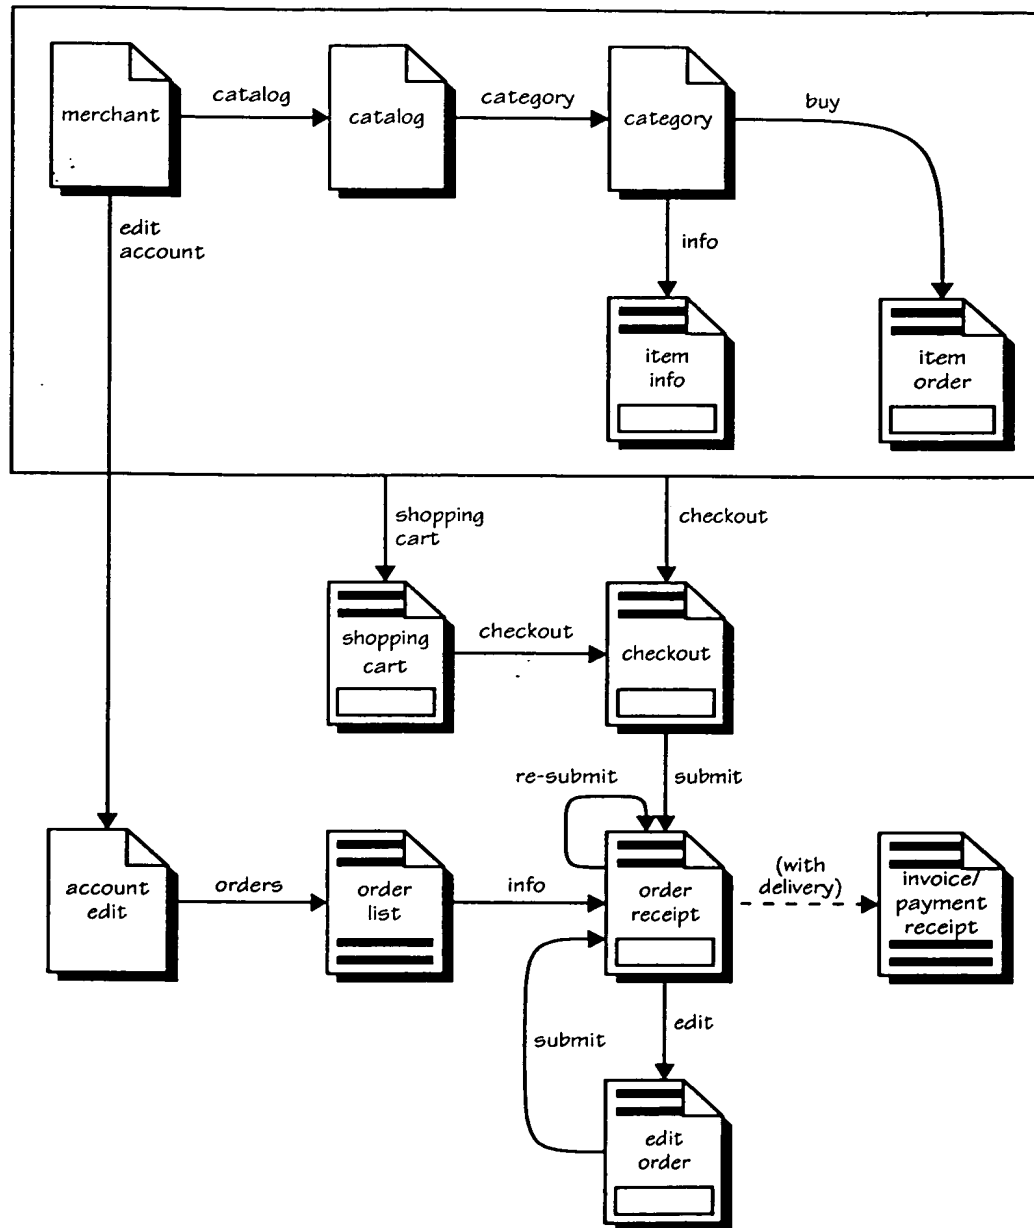 merchant
catalog
catalog
category
category
buy
edit
account
info
item
info
item
order
shopping
cart
checkout
shopping
cart
checkout
checkout
re-submit
submit
account
edit
orders
order
list
info
order
receipt
(with
delivery)
invoice/
payment
receipt
submit
edit
edit
order